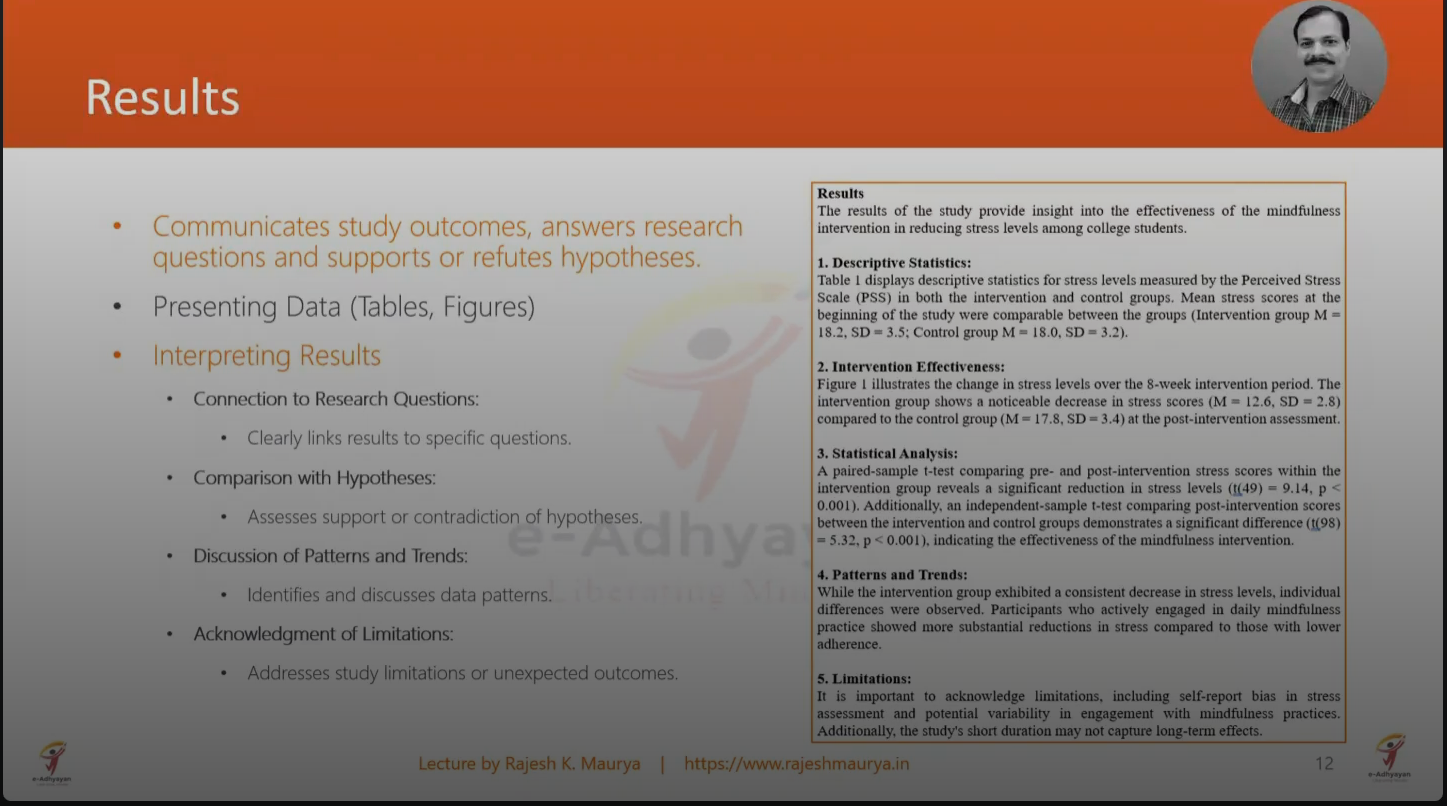 Results
• Communicates study outcomes, answers research
questions and supports or refutes hypotheses.
• Presenting Data (Tables, Figures)
• Interpreting Results
• Connection to Research Questions:
• Clearly links results to specific questions.
• Comparison with Hypotheses:
• Assesses support or contradiction of hypotheses.
• Discussion of Patterns and Trends:
• Identifies and discusses data patterns.
• Acknowledgment of Limitations:
• Addresses study limitations or unexpected outcomes.
Results
The results of the study provide insight into the effectiveness of the mindfulness
intervention in reducing stress levels among college students.
1. Descriptive Statistics:
Table 1 displays descriptive statistics for stress levels measured by the Perceived Stress
Scale (PSS) in both the intervention and control groups. Mean stress scores at the
beginning of the study were comparable between the groups (Intervention group M =
18.2, SD = 3.5; Control group M = 18.0, SD = 3.2).
2. Intervention Effectiveness:
Figure 1 illustrates the change in stress levels over the 8-week intervention period. The
intervention group shows a noticeable decrease in stress scores (M = 12.6, SD = 2.8)
compared to the control group (M = 17.8, SD = 3.4) at the post-intervention assessment.
3. Statistical Analysis:
A paired-sample t-test comparing pre- and post-intervention stress scores within the
intervention group reveals a significant reduction in stress levels (t(49) = 9.14, p <
0.001). Additionally, an independent-sample t-test comparing post-intervention scores
between the intervention and control groups demonstrates a significant difference (t(98)
= 5.32, p < 0.001), indicating the effectiveness of the mindfulness intervention.
4. Patterns and Trends:
While the intervention group exhibited a consistent decrease in stress levels, individual
differences were observed. Participants who actively engaged in daily mindfulness
practice showed more substantial reductions in stress compared to those with lower
adherence.
5. Limitations:
It is important to acknowledge limitations, including self-report bias in stress
assessment and potential variability in engagement with mindfulness practices.
Additionally, the study's short duration may not capture long-term effects.
e-Adhyay
Liberating
e-Adhyayan
Lecture by Rajesh K. Maurya | https://www.rajeshmaurya.in
12
e-Adhyayan